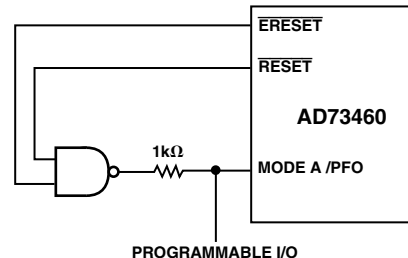 ERESET
RESET
AD73460
1kΩ
MODE A /PFO
PROGRAMMABLE I/O